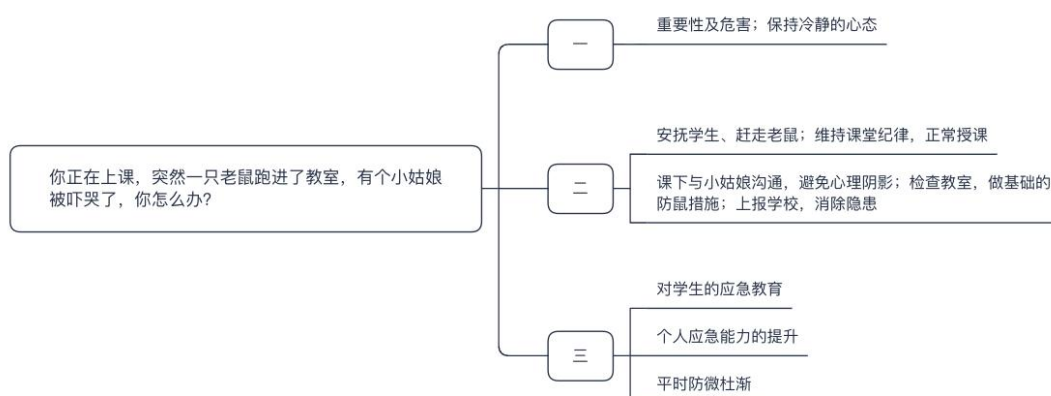 你正在上课，突然一只老鼠跑进了教室，有个小姑娘
被吓哭了，你怎么办？
一
重要性及危害；保持冷静的心态
二
安抚学生、赶走老鼠；维持课堂纪律，正常授课
课下与小姑娘沟通，避免心理阴影；检查教室，做基础的
防鼠措施；上报学校，消除隐患
三
对学生的应急教育
个人应急能力的提升
平时防微杜渐